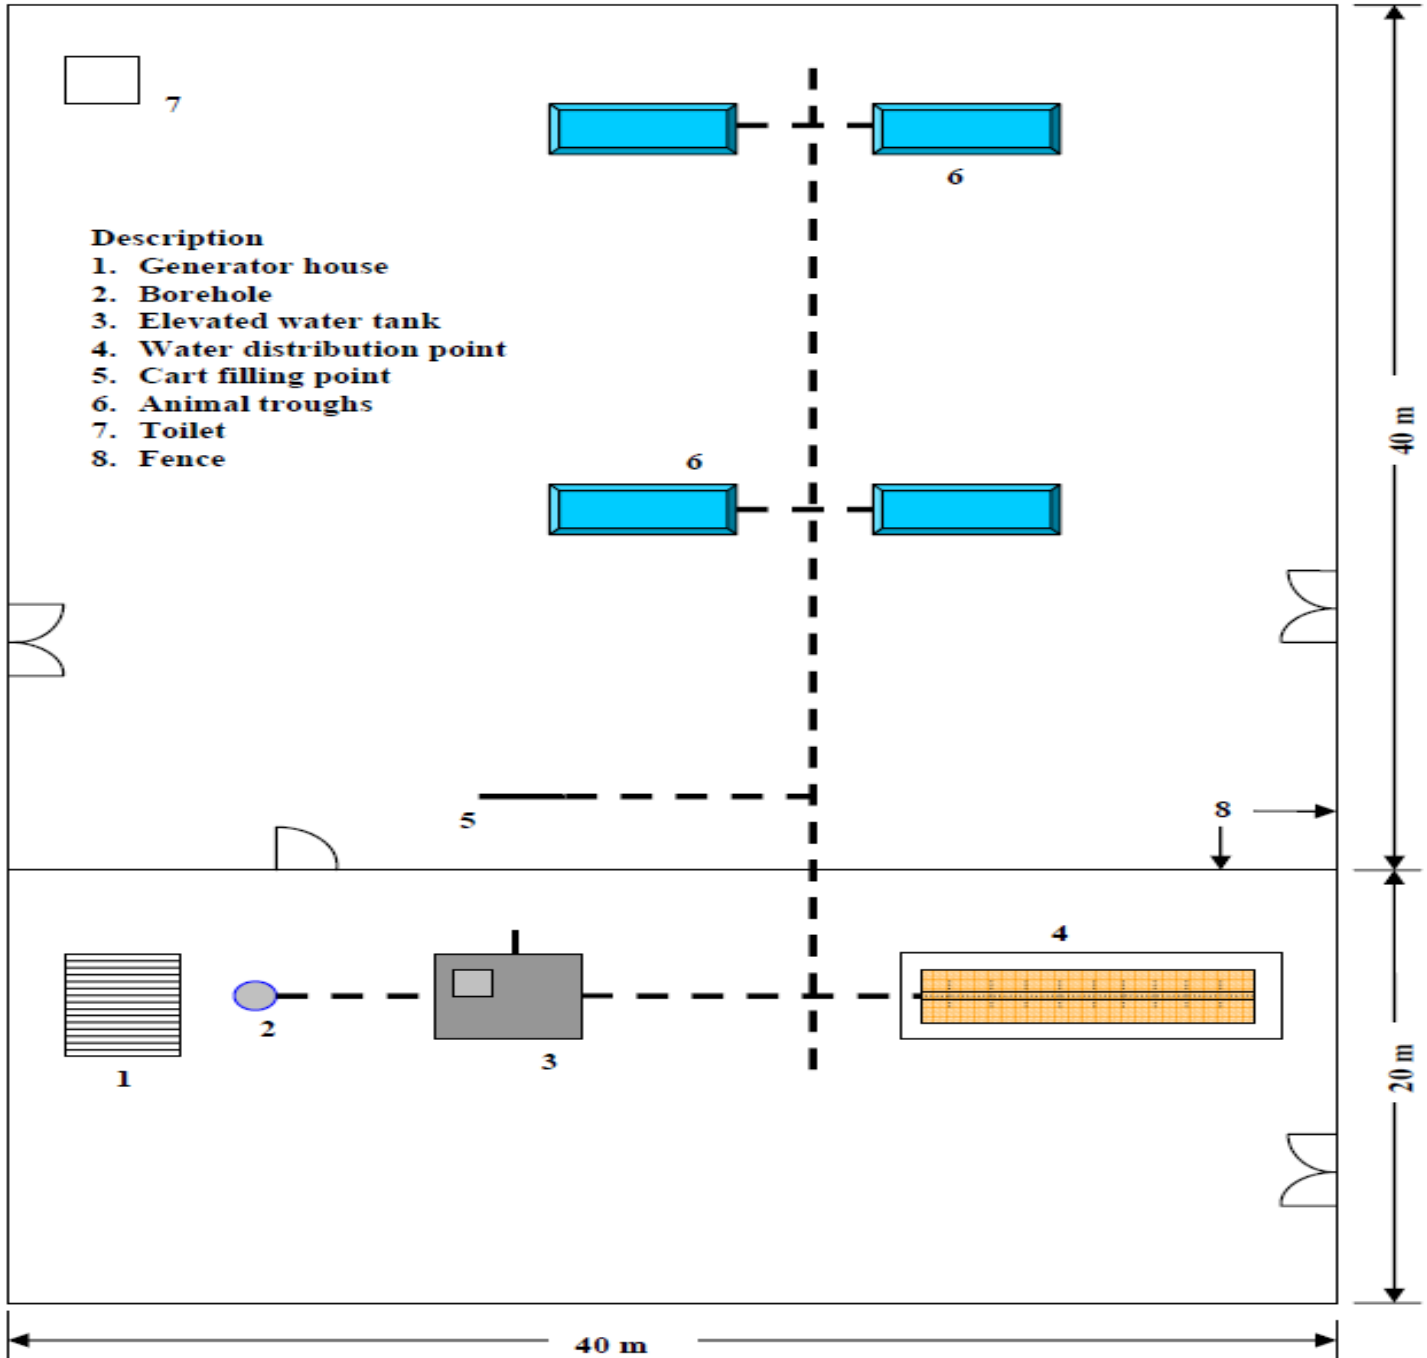 7
6
Description
1. Generator house
2. Borehole
3. Elevated water tank
4. Water distribution point
5. Cart filling point
6. Animal troughs
7. Toilet
8. Fence
40 m
6
8
5
4
2
3
1
20 m
40 m